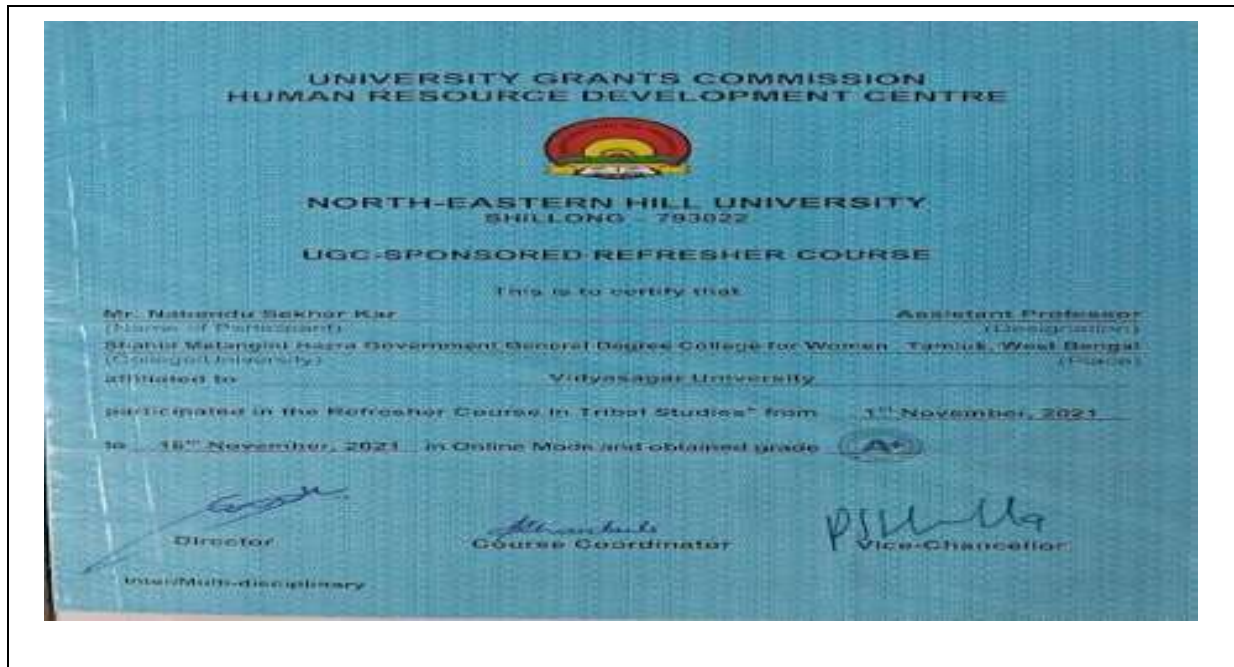 UNIVERSITY GRANTS COMMISSION
HUMAN RESOURCE DEVELOPMENT CENTRE
NORTH-EASTERN HILL UNIVERSITY
SHILLONG - 793022
UGC-SPONSORED REFRESHER COURSE
This is to certify that
Mr. Nabendu Sekhar Kar Assistant Professor
(Name of Participant) (Designation)
Shahid Matangini Hazra Government General Degree College for Women Tamluk, West Bengal
(College/University) (Place)
affiliated to Vidyasagar University
participated in the Refresher Course in Tribal Studies* from 1st November, 2021
to November, 2021 in Online Mode and obtained grade A+
Director Course Coordinator Vice-Chancellor
Inter/Multi-disciplinary